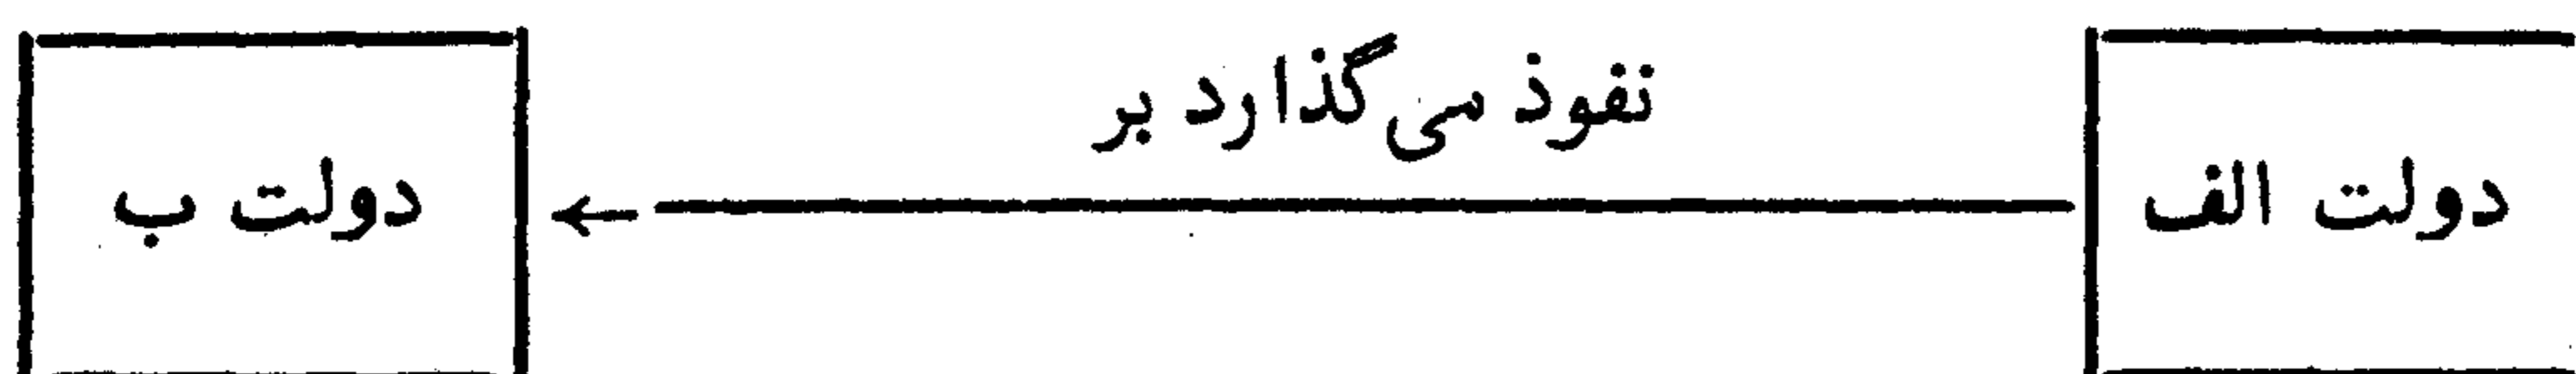 نفوذ می‌گذارد بر
دولت الف
دولت ب